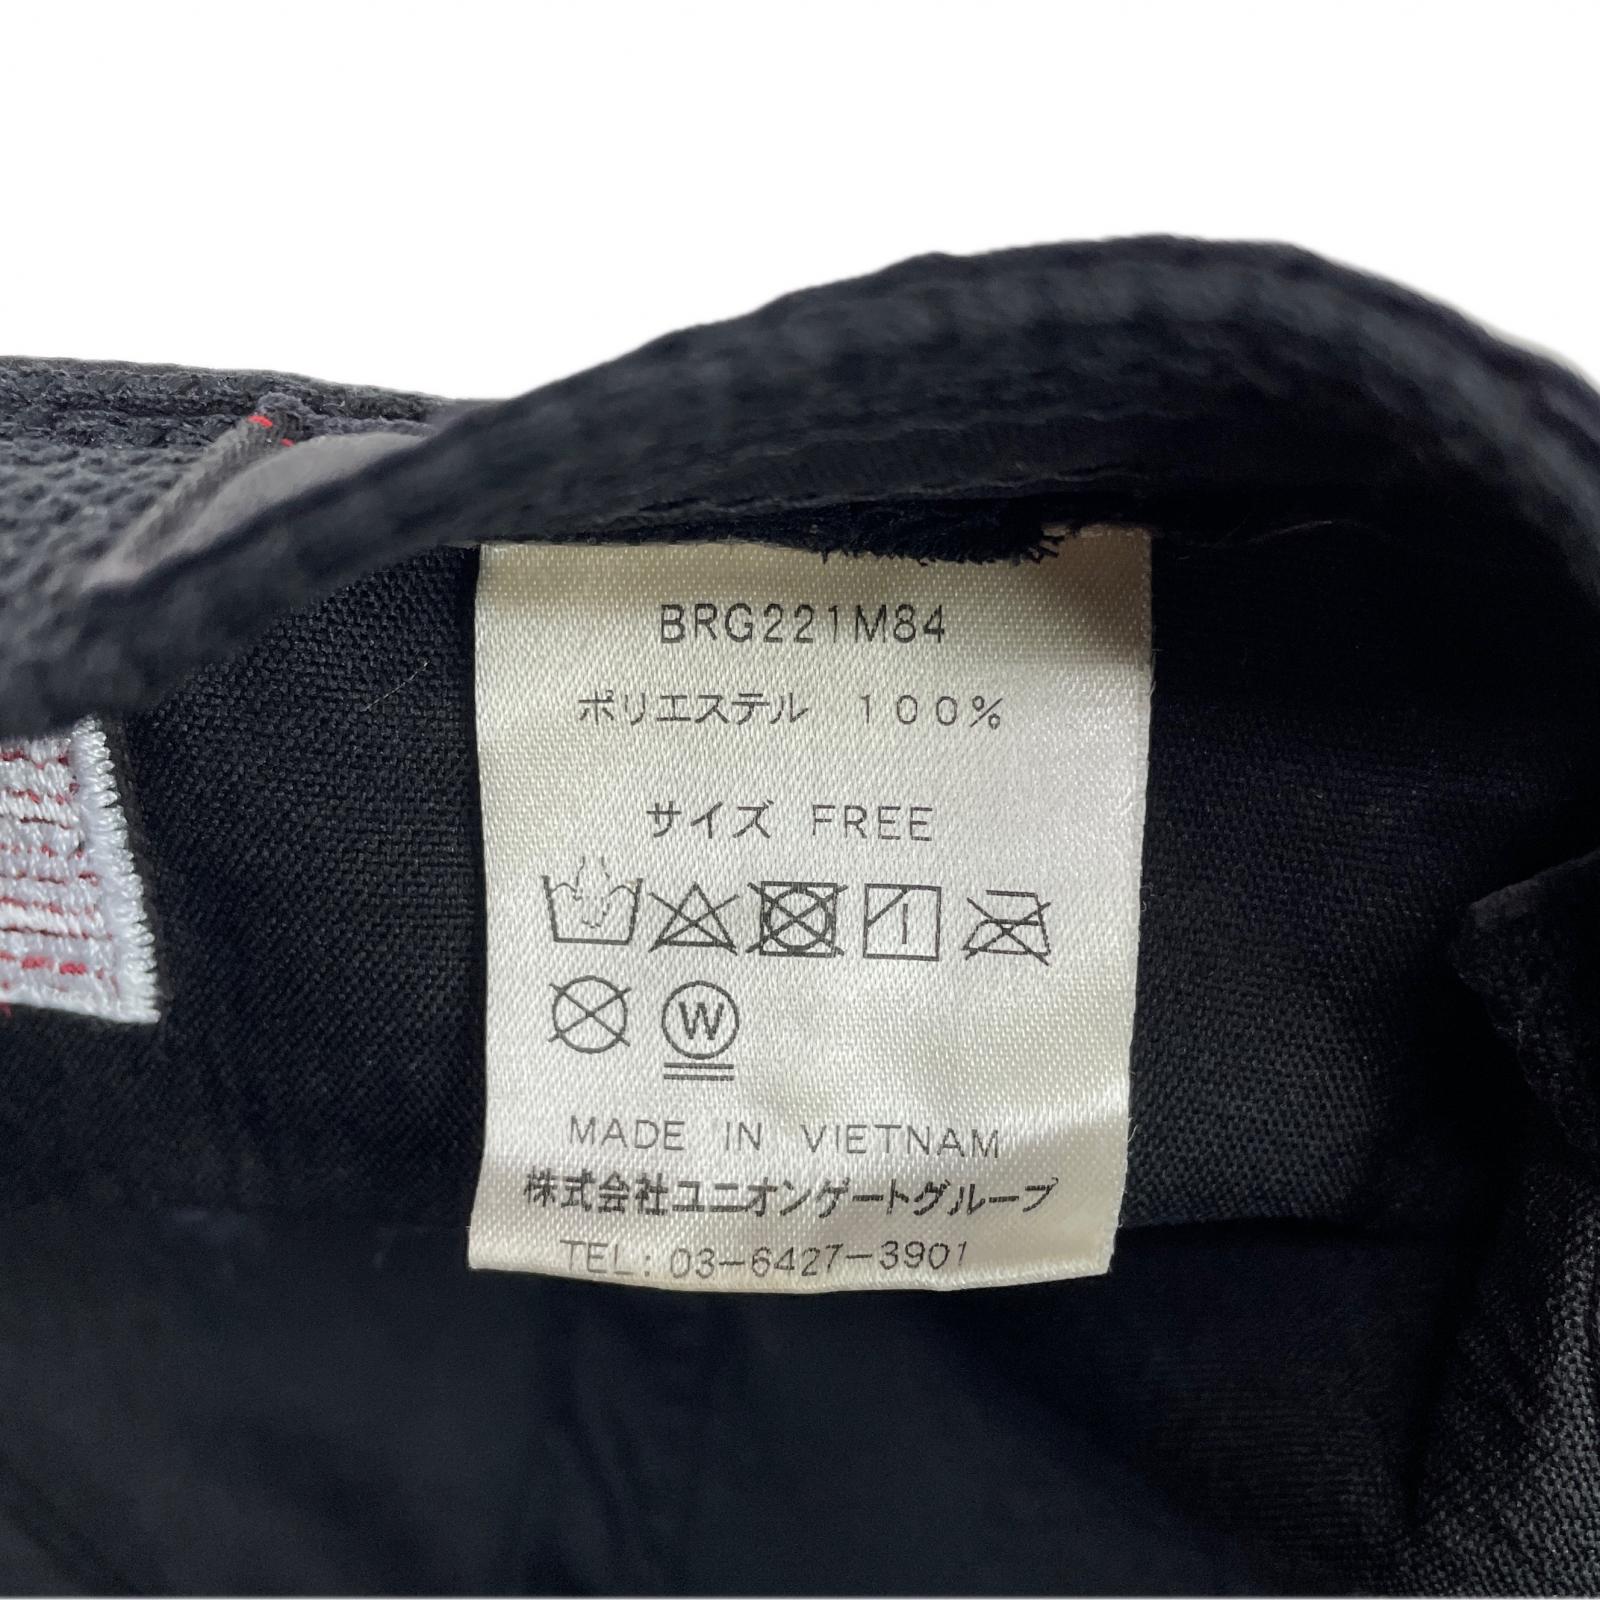 BRG221M84
ポリエステル 100%
サイズ FREE
W
MADE IN VIETNAM
株式会社ユニオンゲートグループ
TEL: 03-6427-3901